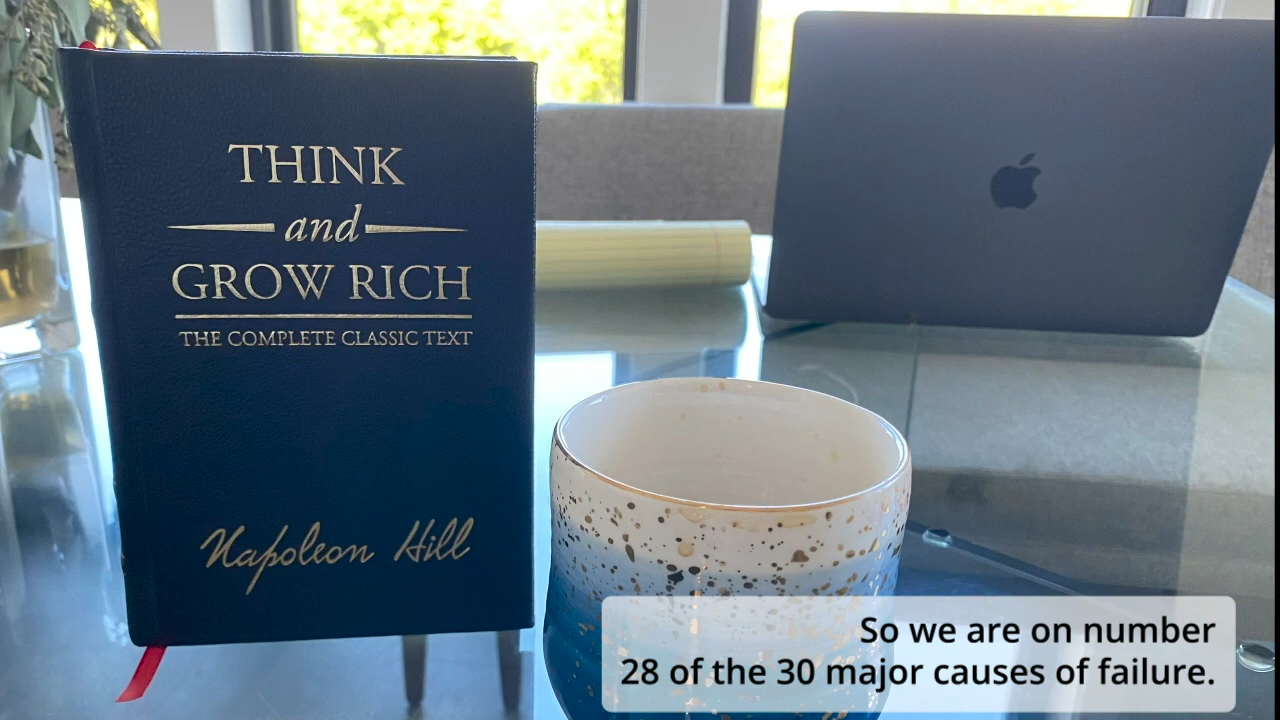 THINK
and
GROW RICH
THE COMPLETE CLASSIC TEXT
Napoleon Hill
So we are on number
28 of the 30 major causes of failure.